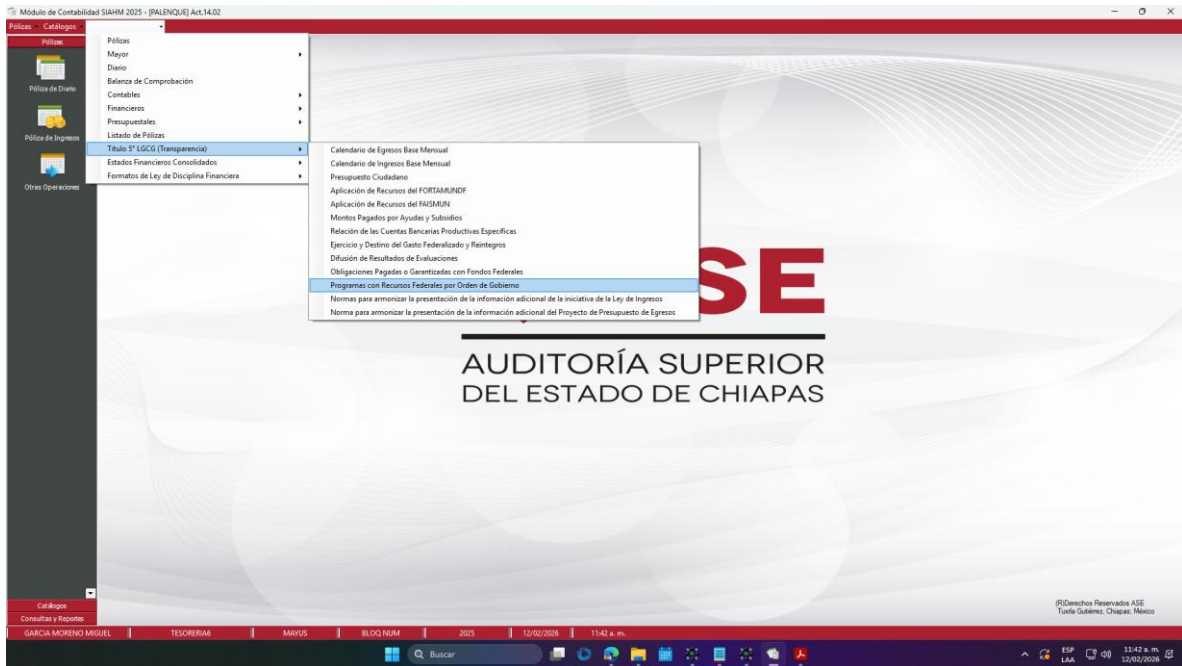 Módulo de Contabilidad SIAHM 2025 - [PALENQUE] Act.14.02
Pólizas Catálogos
Pólizas
Póliza de Diario
Póliza de Ingresos
Otras Operaciones
Pólizas
Mayor
Diario
Balanza de Comprobación
Contables
Financieros
Presupuestales
Listado de Pólizas
Título 5° LGCG (Transparencia)
Estados Financieros Consolidados
Formatos de Ley de Disciplina Financiera
Calendario de Egresos Base Mensual
Calendario de Ingresos Base Mensual
Presupuesto Ciudadano
Aplicación de Recursos del FORTAMUNDF
Aplicación de Recursos del FAISMUN
Montos Pagados por Ayudas y Subsidios
Relación de las Cuentas Bancarias Productivas Específicas
Ejercicio y Destino del Gasto Federalizado y Reintegros
Difusión de Resultados de Evaluaciones
Obligaciones Pagadas o Garantizadas con Fondos Federales
Programas con Recursos Federales por Orden de Gobierno
Normas para armonizar la presentación de la infomación adicional de la iniciativa de la Ley de Ingresos
Norma para armonizar la presentación de la información adicional del Proyecto de Presupuesto de Egresos
SE
AUDITORÍA SUPERIOR
DEL ESTADO DE CHIAPAS
(R)Derechos Reservados ASE
Tuxtla Gutiérrez, Chiapas; México
Catálogos
Consultas y Reportes
GARCIA MORENO MIGUEL TESORERIA6 MAYUS BLOQ NUM 2025 12/02/2026 11:42 a. m.
Buscar
ESP
LAA
11:42 a. m.
12/02/2026